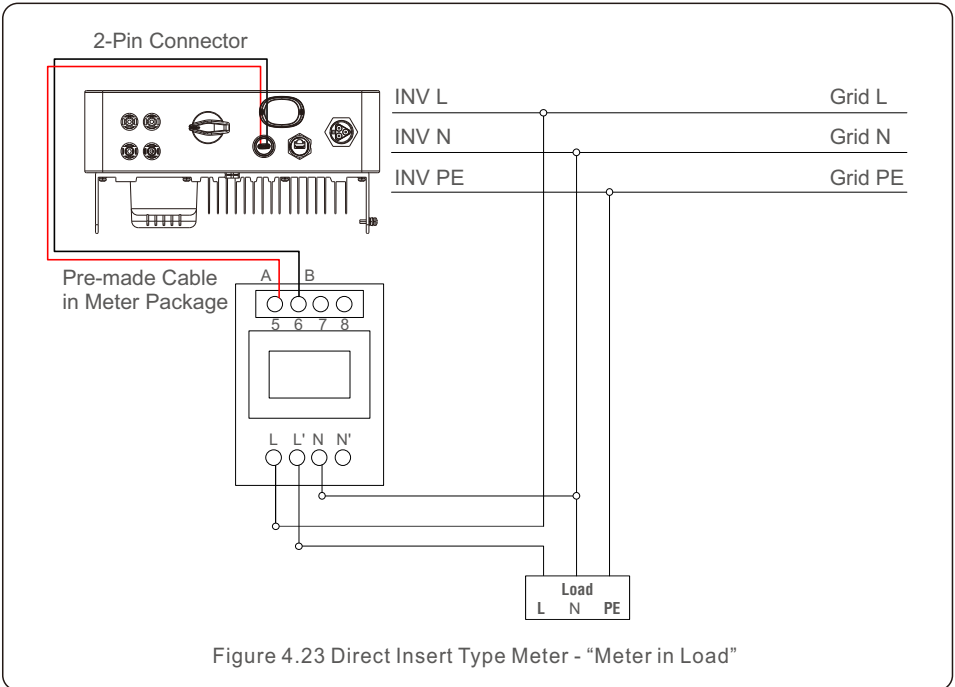 2-Pin Connector
INV L
Grid L
INV N
Grid N
INV PE
Grid PE
Pre-made Cable
in Meter Package
A B
5 6 7 8
L L' N N'
Load
L N PE
Figure 4.23 Direct Insert Type Meter - “Meter in Load”